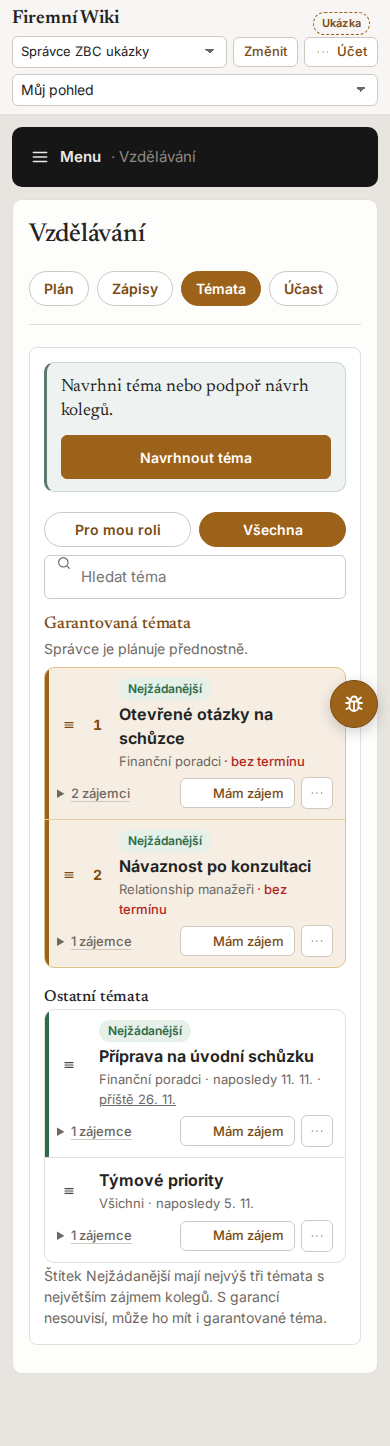 Firemní Wiki
Ukázka
Správce ZBC ukázky
Změnit
··· Účet
Můj pohled
Menu · Vzdělávání
Vzdělávání
Plán
Zápisy
Témata
Účast
Navrhni téma nebo podpoř návrh
kolegů.
Navrhnout téma
Pro mou roli
Všechna
Hledat téma
Garantovaná témata
Správce je plánuje přednostně.
Nejžádanější
1
Otevřené otázky na
schůzce
Finanční poradci · bez termínu
2 zájemci
Mám zájem
···
Nejžádanější
2
Návaznost po konzultaci
Relationship manažeři · bez
termínu
1 zájemce
Mám zájem
···
Ostatní témata
Nejžádanější
Příprava na úvodní schůzku
Finanční poradci · naposledy 11. 11. ·
příště 26. 11.
1 zájemce
Mám zájem
···
Týmové priority
Všichni · naposledy 5. 11.
1 zájemce
Mám zájem
···
Štítek Nejžádanější mají nejvýš tři témata s
největším zájmem kolegů. S garancí
nesouvisí, může ho mít i garantované téma.